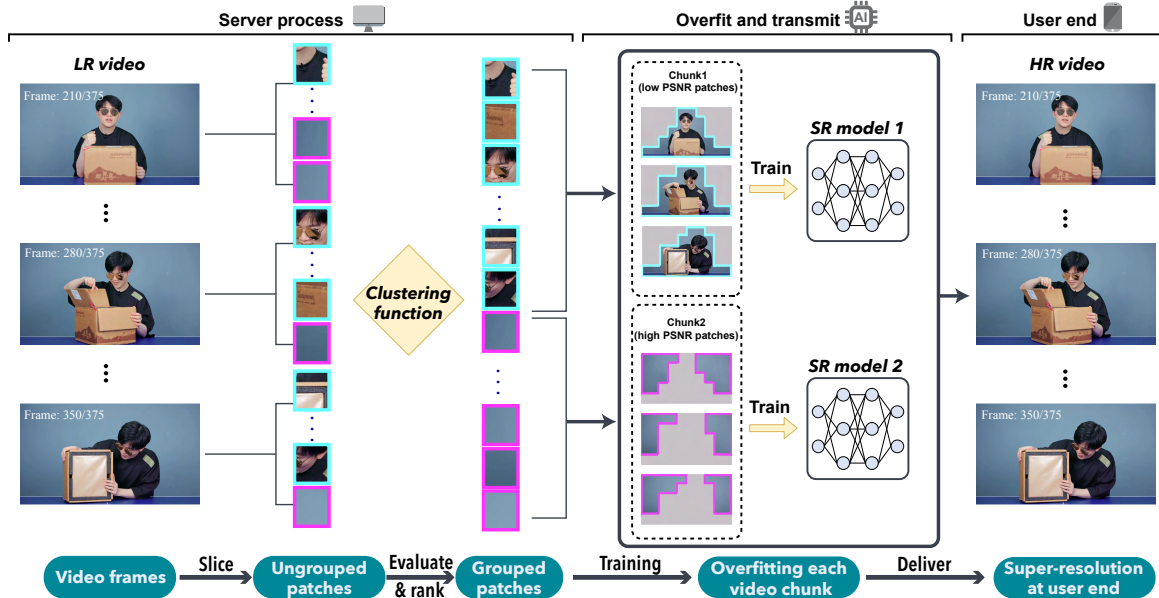 Server process
Overfit and transmit
AI
User end
LR video
HR video
Frame: 210/375
Frame: 280/375
Frame: 350/375
Clustering
function
Chunk1
(low PSNR patches)
Train
SR model 1
Chunk2
(high PSNR patches)
Train
SR model 2
Frame: 210/375
Frame: 280/375
Frame: 350/375
Video frames
Slice
Ungrouped
patches
Evaluate
& rank
Grouped
patches
Training
Overfitting each
video chunk
Deliver
Super-resolution
at user end